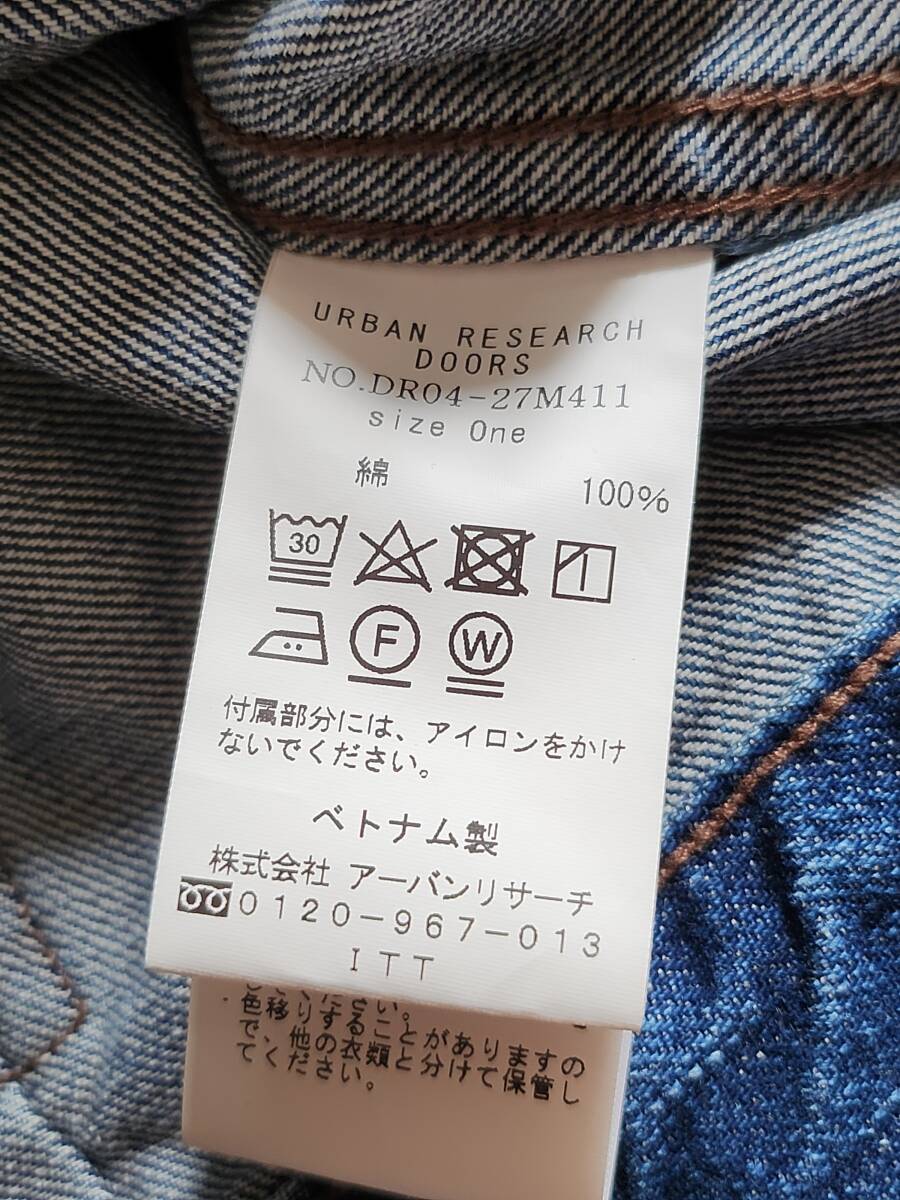 URBAN RESEARCH
DOORS
NO.DR04-27M411
size One
綿 100%
30
F W
付属部分には、アイロンをかけ
ないでください。
ベトナム製
株式会社 アーバンリサーチ
0120-967-013
ITT
ください。
色移りすることがありますの
で、他の衣類と分けて保管し
てください。